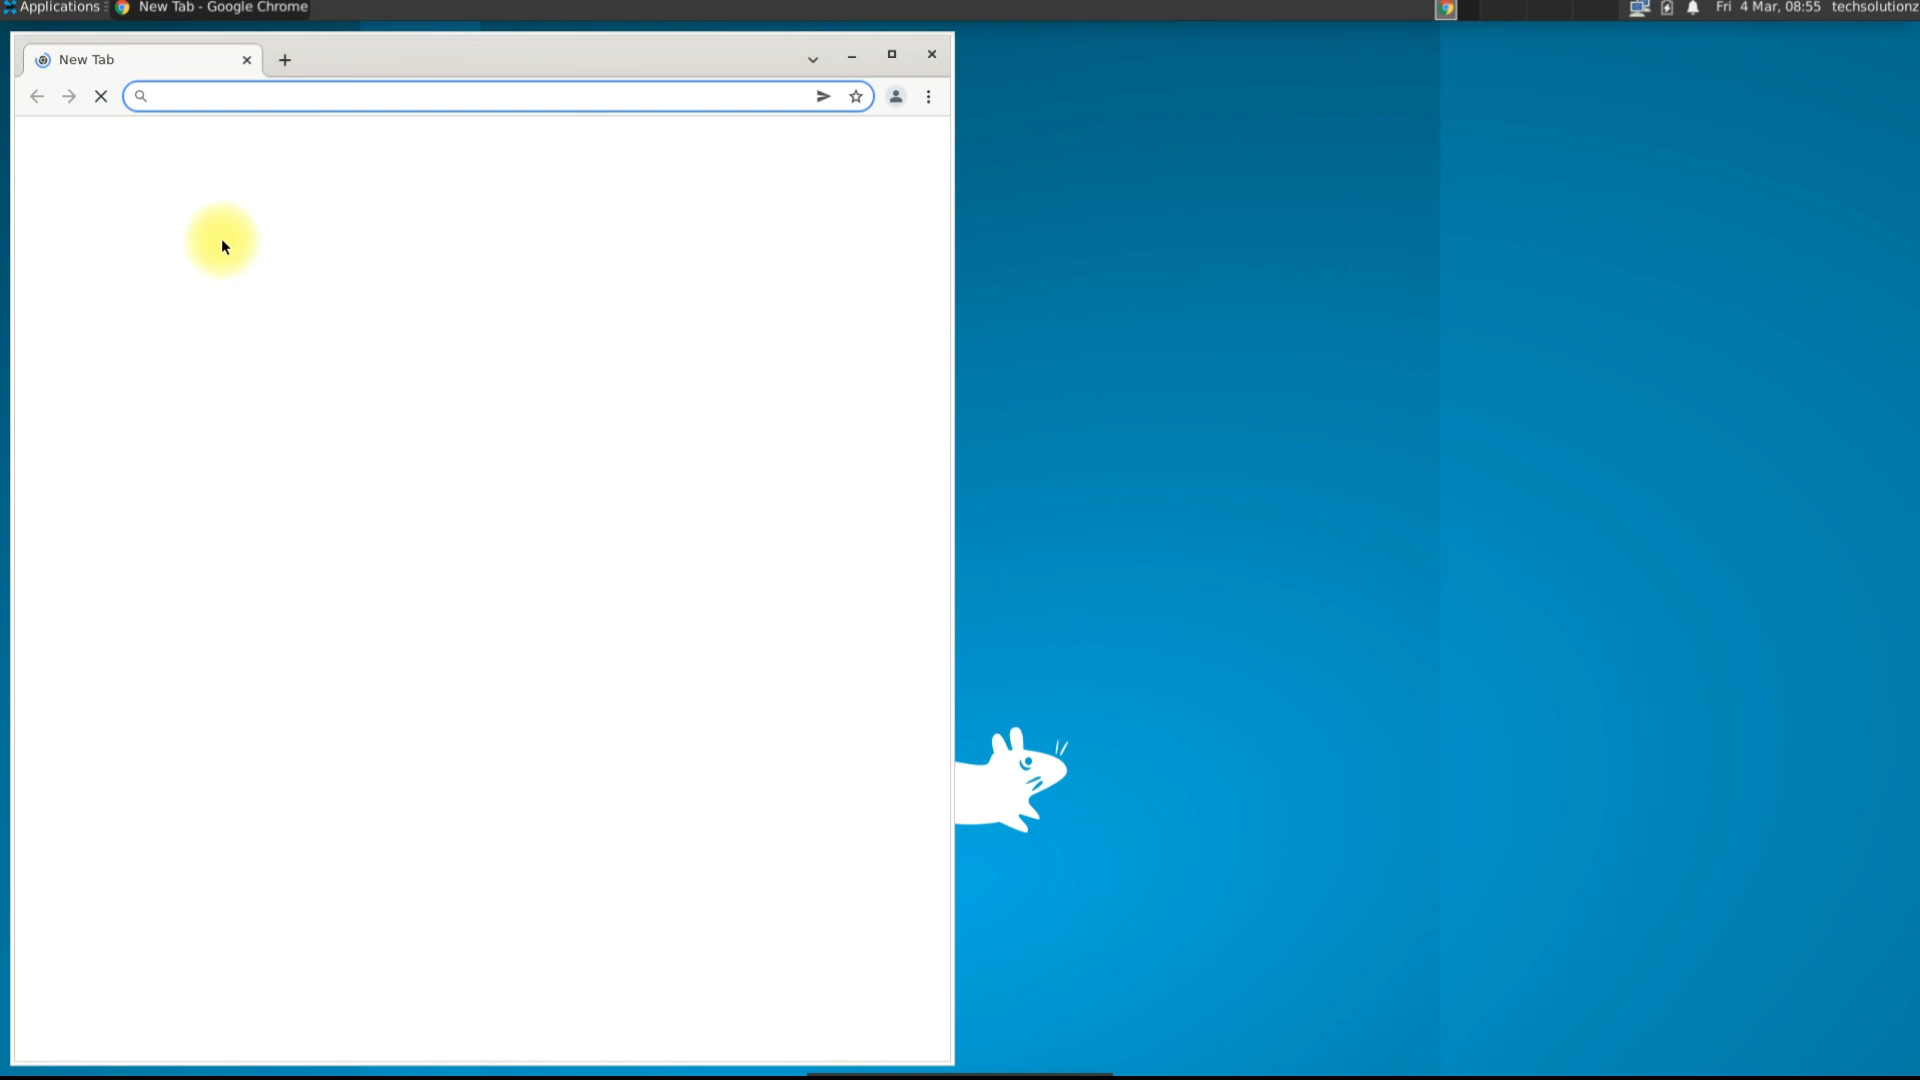 Applications
New Tab - Google Chrome
Fri 4 Mar, 08:55
techsolutionz
New Tab